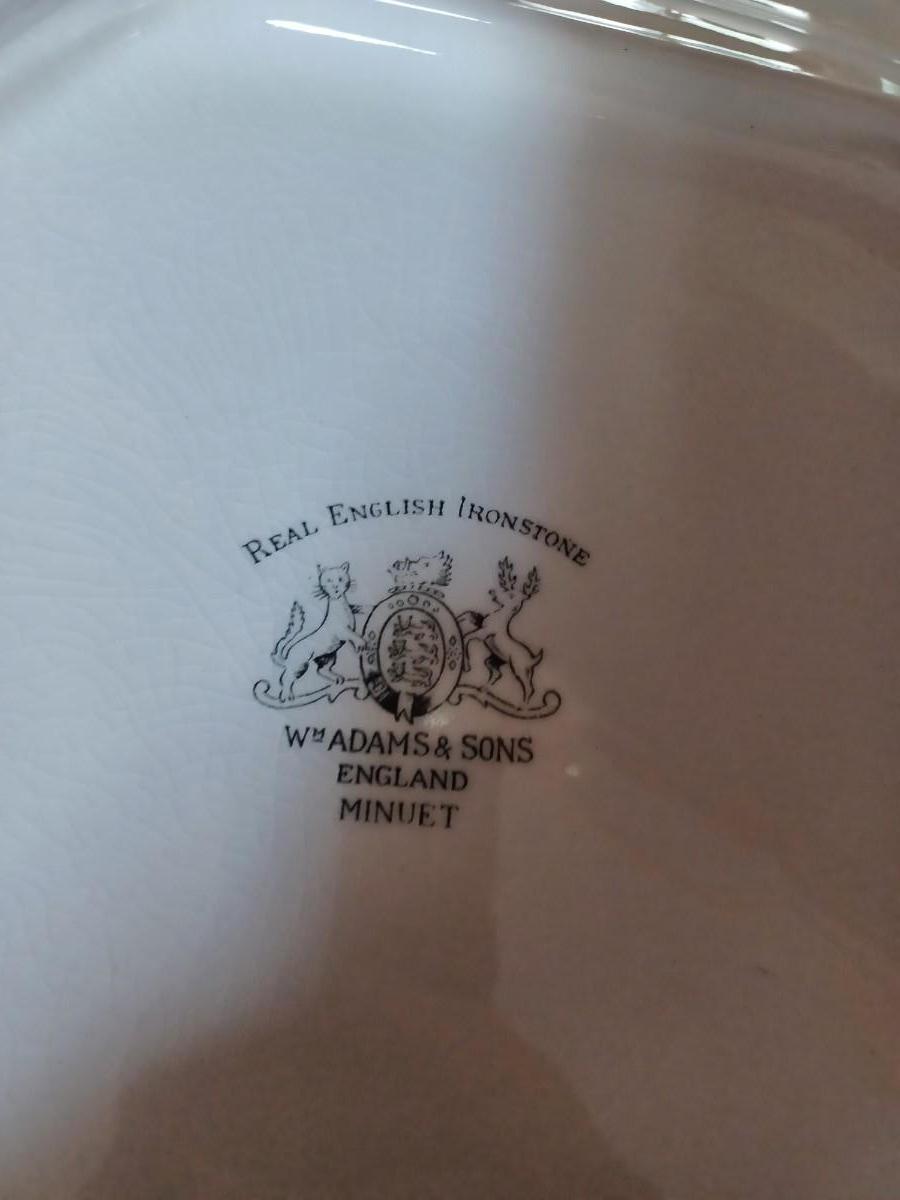 REAL ENGLISH IRONSTONE
WM ADAMS & SONS
ENGLAND
MINUET